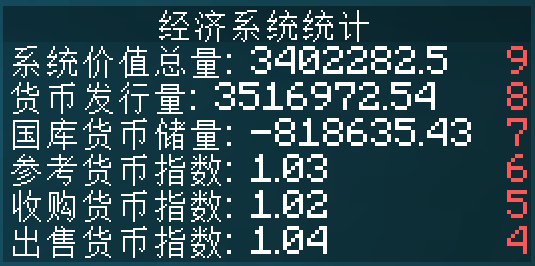 经济系统统计
系统价值总量: 3402282.5 9
货币发行量: 3516972.54 8
国库货币储量: -818635.43 7
参考货币指数: 1.03 6
收购货币指数: 1.02 5
出售货币指数: 1.04 4